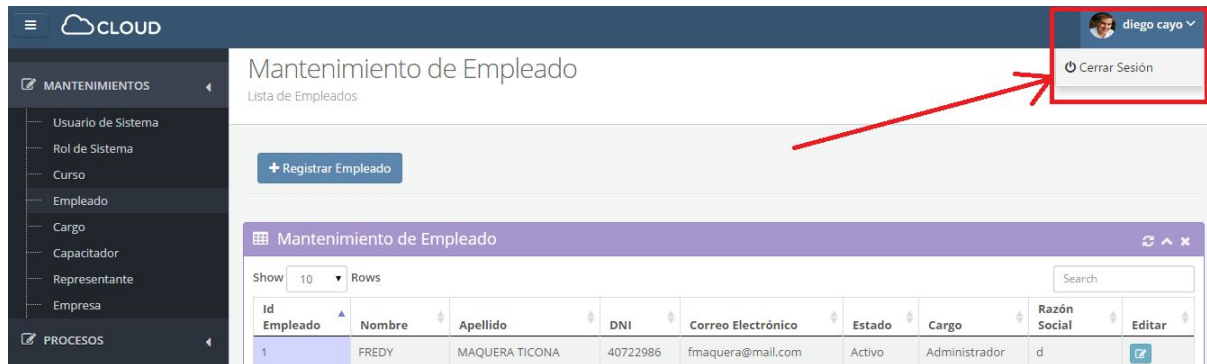 CLOUD
diego cayo
Cerrar Sesión
MANTENIMIENTOS
Usuario de Sistema
Rol de Sistema
Curso
Empleado
Cargo
Capacitador
Representante
Empresa
PROCESOS
Mantenimiento de Empleado
Lista de Empleados
Registrar Empleado
Mantenimiento de Empleado
Show 10 Rows
Search
Id Empleado Nombre Apellido DNI Correo Electrónico Estado Cargo Razón Social Editar
1 FREDY MAQUERA TICONA 40722986 fmaquera@mail.com Activo Administrador d